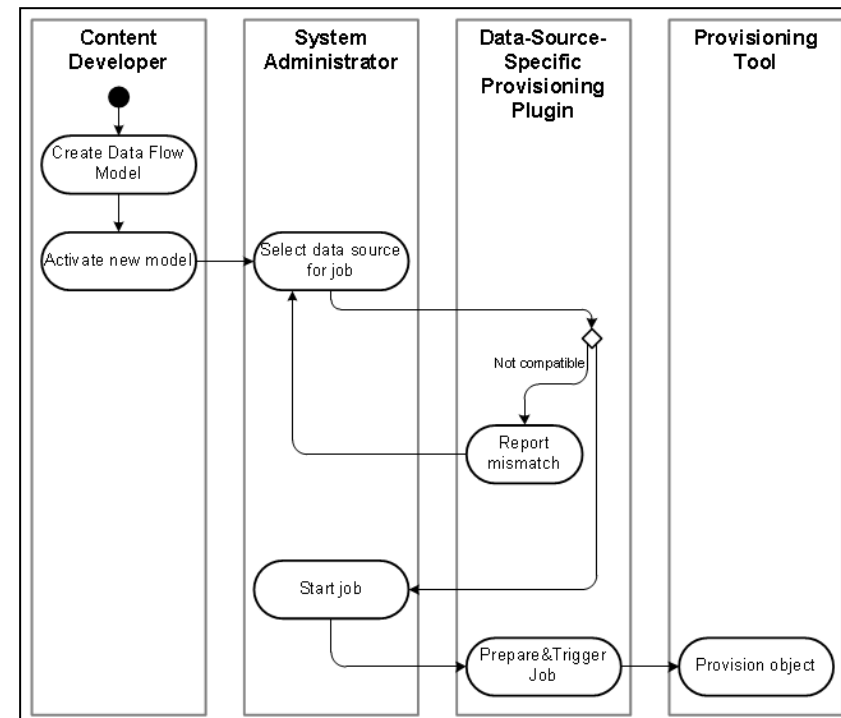 Content
Developer
System
Administrator
Data-Source-
Specific
Provisioning
Plugin
Provisioning
Tool
Create Data Flow
Model
Activate new model
Select data source
for job
Not compatible
Report
mismatch
Start job
Prepare&Trigger
Job
Provision object